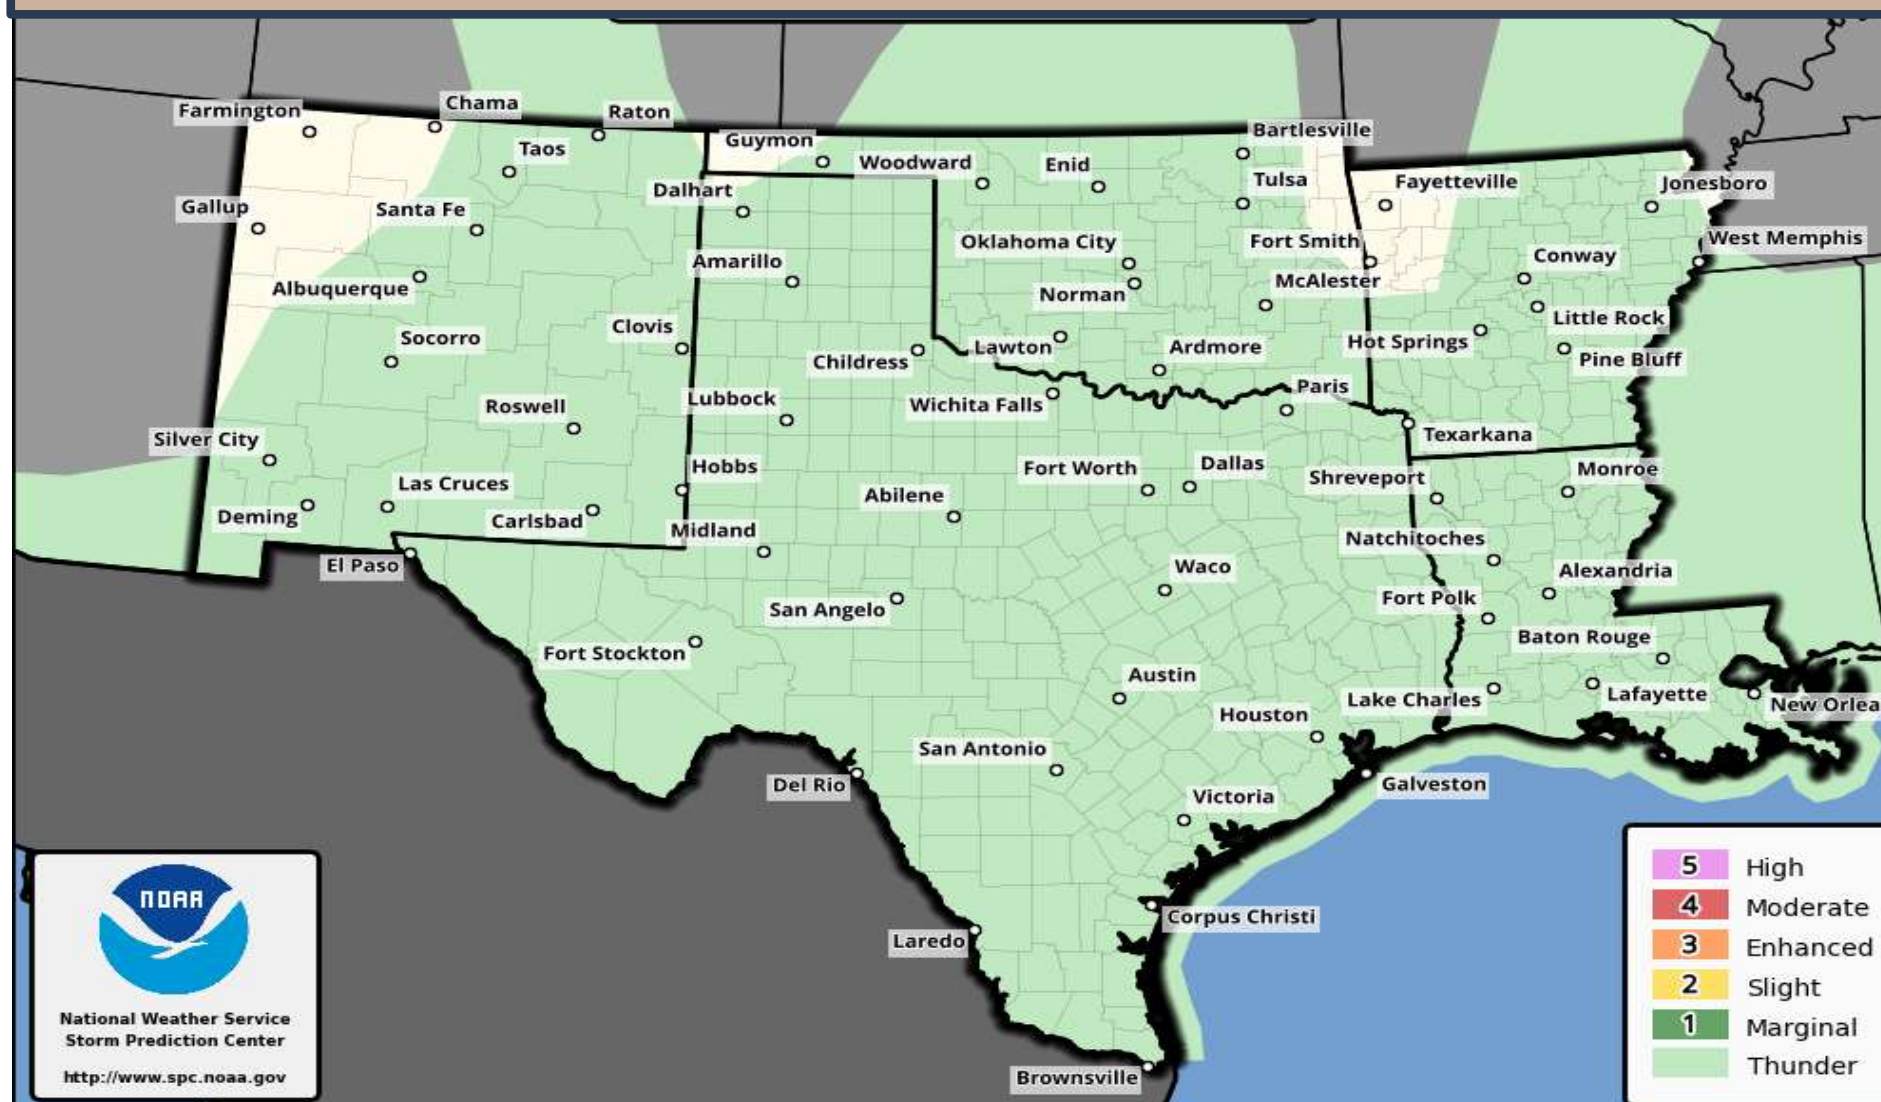 Farmington
Chama
Raton
Taos
Guymon
Bartlesville
Woodward
Enid
Tulsa
Fayetteville
Jonesboro
Gallup
Santa Fe
Dalhart
Oklahoma City
Fort Smith
West Memphis
Conway
Albuquerque
Amarillo
Norman
McAlester
Little Rock
Socorro
Clovis
Childress
Lawton
Ardmore
Hot Springs
Pine Bluff
Roswell
Lubbock
Wichita Falls
Paris
Texarkana
Silver City
Las Cruces
Hobbs
Fort Worth
Dallas
Shreveport
Monroe
Deming
Carlsbad
Midland
Abilene
Natchitoches
El Paso
San Angelo
Waco
Alexandria
Fort Polk
Fort Stockton
Baton Rouge
Austin
Lake Charles
Lafayette
New Orlea
Houston
San Antonio
Del Rio
Galveston
Victoria
Corpus Christi
Laredo
Brownsville
NOAA
National Weather Service
Storm Prediction Center
http://www.spc.noaa.gov
5 High
4 Moderate
3 Enhanced
2 Slight
1 Marginal
Thunder